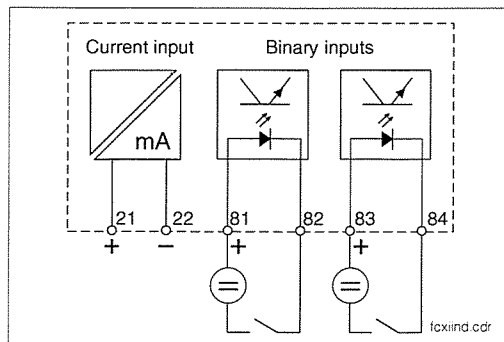 Current input Binary inputs
mA
21 22 81 82 83 84
+ − + +
fcxiind.cdr